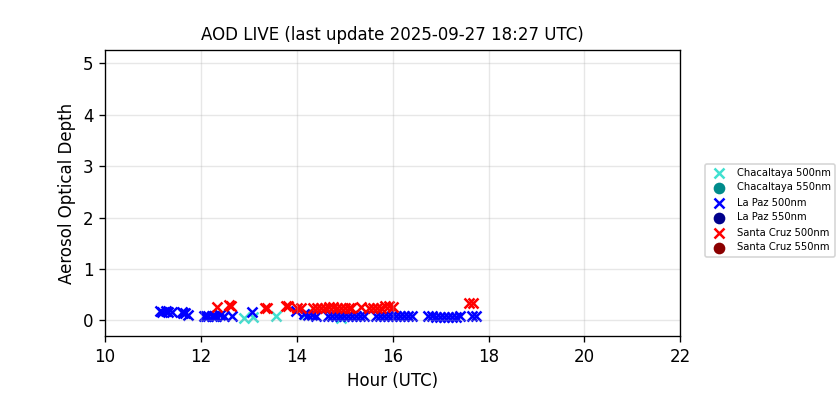 AOD LIVE (last update 2025-09-27 18:27 UTC)
5
4
3
2
1
0
Aerosol Optical Depth
10 12 14 16 18 20 22
Hour (UTC)
Chacaltaya 500nm
Chacaltaya 550nm
La Paz 500nm
La Paz 550nm
Santa Cruz 500nm
Santa Cruz 550nm